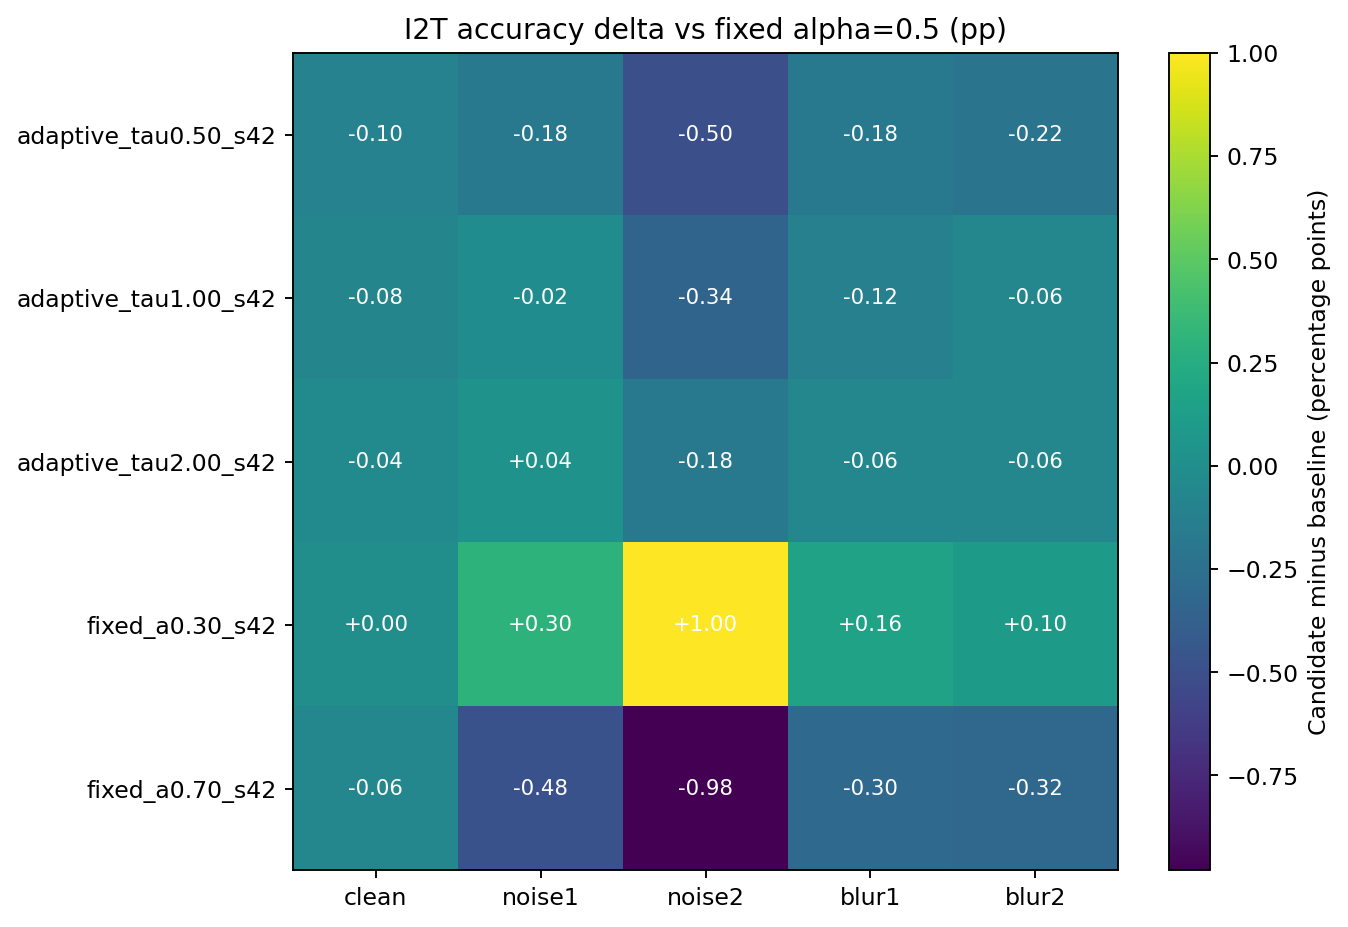 I2T accuracy delta vs fixed alpha=0.5 (pp)
adaptive_tau0.50_s42 -0.10 -0.18 -0.50 -0.18 -0.22
adaptive_tau1.00_s42 -0.08 -0.02 -0.34 -0.12 -0.06
adaptive_tau2.00_s42 -0.04 +0.04 -0.18 -0.06 -0.06
fixed_a0.30_s42 +0.00 +0.30 +1.00 +0.16 +0.10
fixed_a0.70_s42 -0.06 -0.48 -0.98 -0.30 -0.32
clean noise1 noise2 blur1 blur2
1.00
0.75
0.50
0.25
0.00
−0.25
−0.50
−0.75
Candidate minus baseline (percentage points)